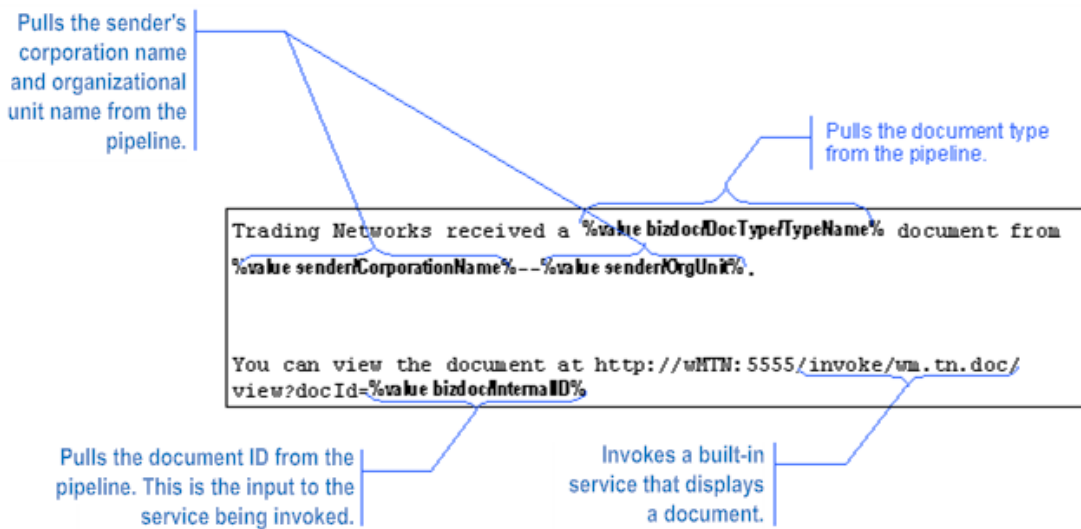 Pulls the sender's
corporation name
and organizational
unit name from the
pipeline.
Pulls the document type
from the pipeline.
Trading Networks received a %value bizdoc/DocType/TypeName% document from
%value sender/CorporationName%--%value sender/OrgUnit%.
You can view the document at http://wMTN:5555/invoke/wm.tn.doc/
view?docId=%value bizdoc/InternalID%
Pulls the document ID from the
pipeline. This is the input to the
service being invoked.
Invokes a built-in
service that displays
a document.